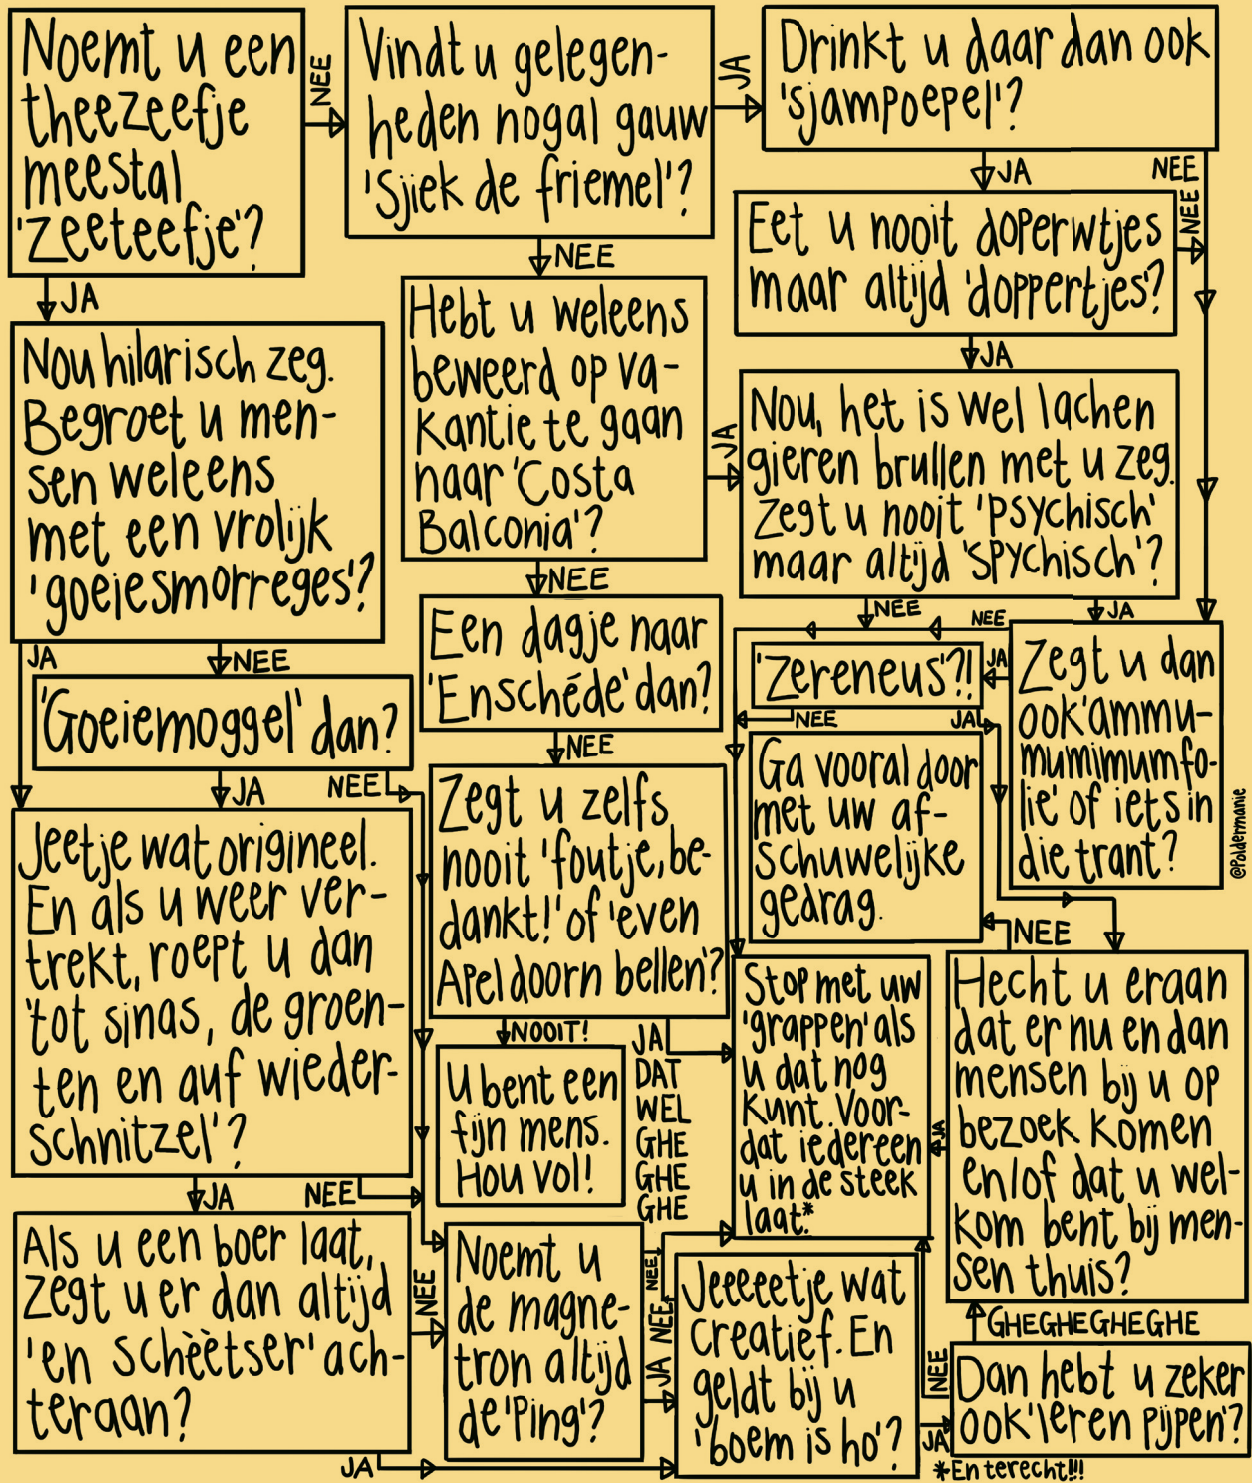 Noemt u een
theezeefje
meestal
'zeeteefje'?
NEE
JA
Vindt u gelegen-
heden nogal gauw
'Sjiek de friemel'?
JA
NEE
Drinkt u daar dan ook
'sjampoepel'?
JA
NEE
Eet u nooit doperwtjes
maar altijd 'doppertjes'?
NEE
JA
Nou hilarisch zeg.
Begroet u men-
sen weleens
met een vrolijk
'goeiesmorreges'?
JA
NEE
Hebt u weleens
beweerd op va-
kantie te gaan
naar 'Costa
Balconia'?
JA
NEE
Nou, het is wel lachen
gieren brullen met u zeg.
Zegt u nooit 'psychisch'
maar altijd 'spychisch'?
NEE
JA
'Goeiemoggel' dan?
JA
NEE
Een dagje naar
'Enschéde' dan?
NEE
Zegt u dan
ook 'ammu-
mumimumfo-
lie' of iets in
die trant?
NEE
JA
'Zereneus'?!
NEE
JA
Ga vooral door
met uw af-
schuwelijke
gedrag.
@Poldermanie
Jeetje wat origineel.
En als u weer ver-
trekt, roept u dan
'tot sinas, de groen-
ten en auf wieder-
schnitzel'?
JA
NEE
Zegt u zelfs
nooit 'foutje, be-
dankt!' of 'even
Apeldoorn bellen'?
NOOIT!
JA
DAT
WEL
GHE
GHE
GHE
U bent een
fijn mens.
Hou vol!
Stop met uw
'grappen' als
u dat nog
kunt. Voor-
dat iedereen
u in de steek
laat.*
Hecht u eraan
dat er nu en dan
mensen bij u op
bezoek komen
en/of dat u wel-
kom bent bij men-
sen thuis?
NEE
JA
Als u een boer laat,
zegt u er dan altijd
'en schèètser' ach-
teraan?
NEE
JA
Noemt u
de magne-
tron altijd
de 'Ping'?
NEE
JA
Jeeeeetje wat
creatief. En
geldt bij u
'boem is ho'?
NEE
NEE
JA
Dan hebt u zeker
ook 'leren pijpen'?
GHEGHEGHEGHE
*En terecht!!!